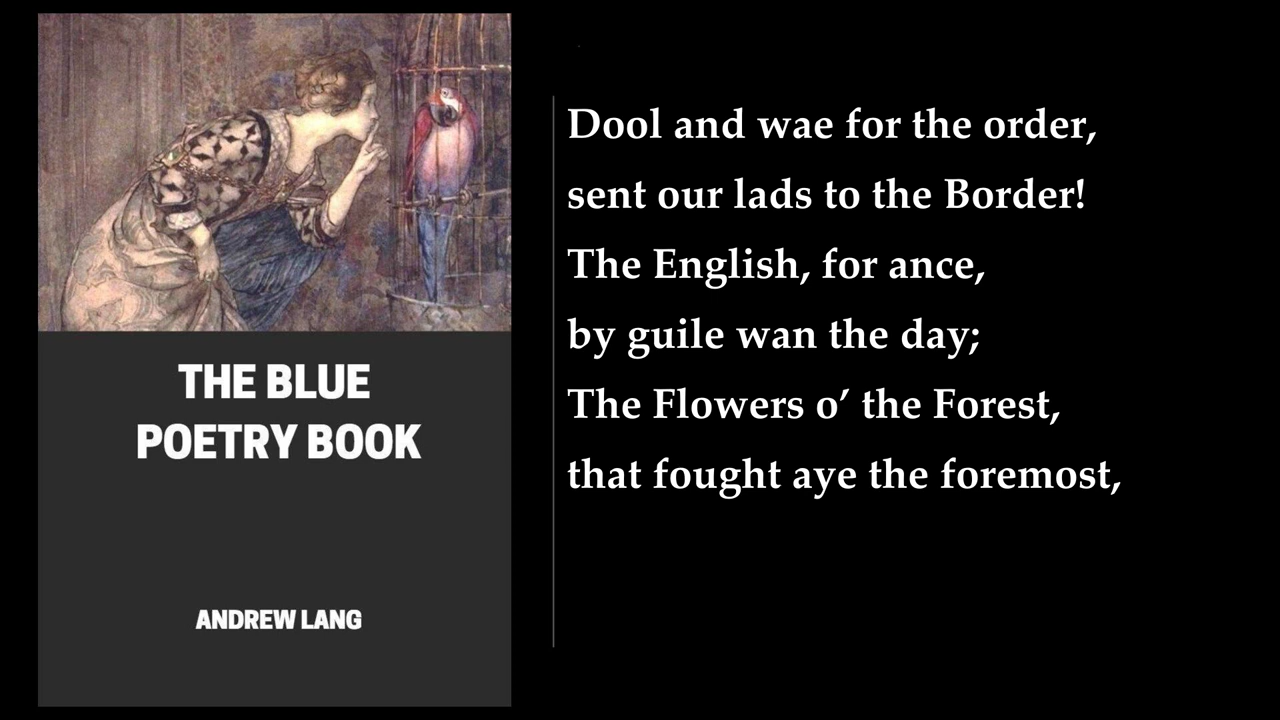 THE BLUE
POETRY BOOK
ANDREW LANG
Dool and wae for the order,
sent our lads to the Border!
The English, for ance,
by guile wan the day;
The Flowers o’ the Forest,
that fought aye the foremost,